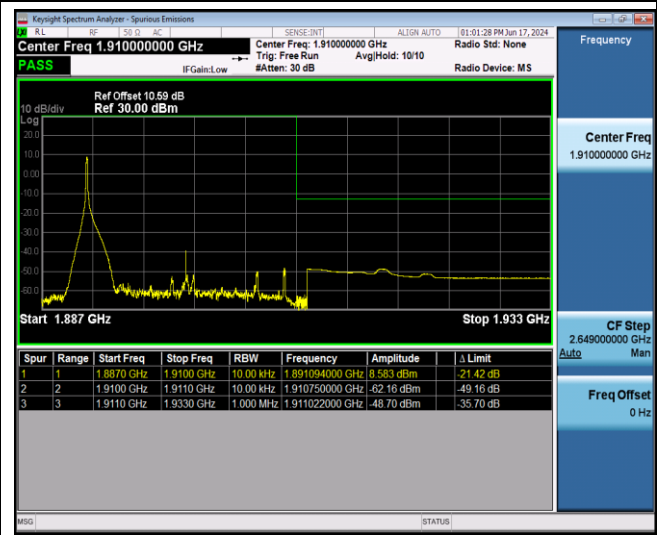 Keysight Spectrum Analyzer - Spurious Emissions
RL RF 50 Ω AC SENSE:INT ALIGN AUTO 01:01:28 PM Jun 17, 2024
Center Freq 1.910000000 GHz Center Freq: 1.910000000 GHz Radio Std: None
Trig: Free Run Avg|Hold: 10/10
PASS IFGain:Low #Atten: 30 dB Radio Device: MS
Ref Offset 10.59 dB
10 dB/div Ref 30.00 dBm
Log
20.0
10.0
0.00
-10.0
-20.0
-30.0
-40.0
-50.0
-60.0
Start 1.887 GHz Stop 1.933 GHz
Spur Range Start Freq Stop Freq RBW Frequency Amplitude Δ Limit
1 1 1.8870 GHz 1.9100 GHz 10.00 kHz 1.891094000 GHz 8.583 dBm -21.42 dB
2 2 1.9100 GHz 1.9110 GHz 10.00 kHz 1.910750000 GHz -62.16 dBm -49.16 dB
3 3 1.9110 GHz 1.9330 GHz 1.000 MHz 1.911022000 GHz -48.70 dBm -35.70 dB
MSG STATUS
Frequency
Center Freq
1.910000000 GHz
CF Step
2.649000000 GHz
Auto Man
Freq Offset
0 Hz